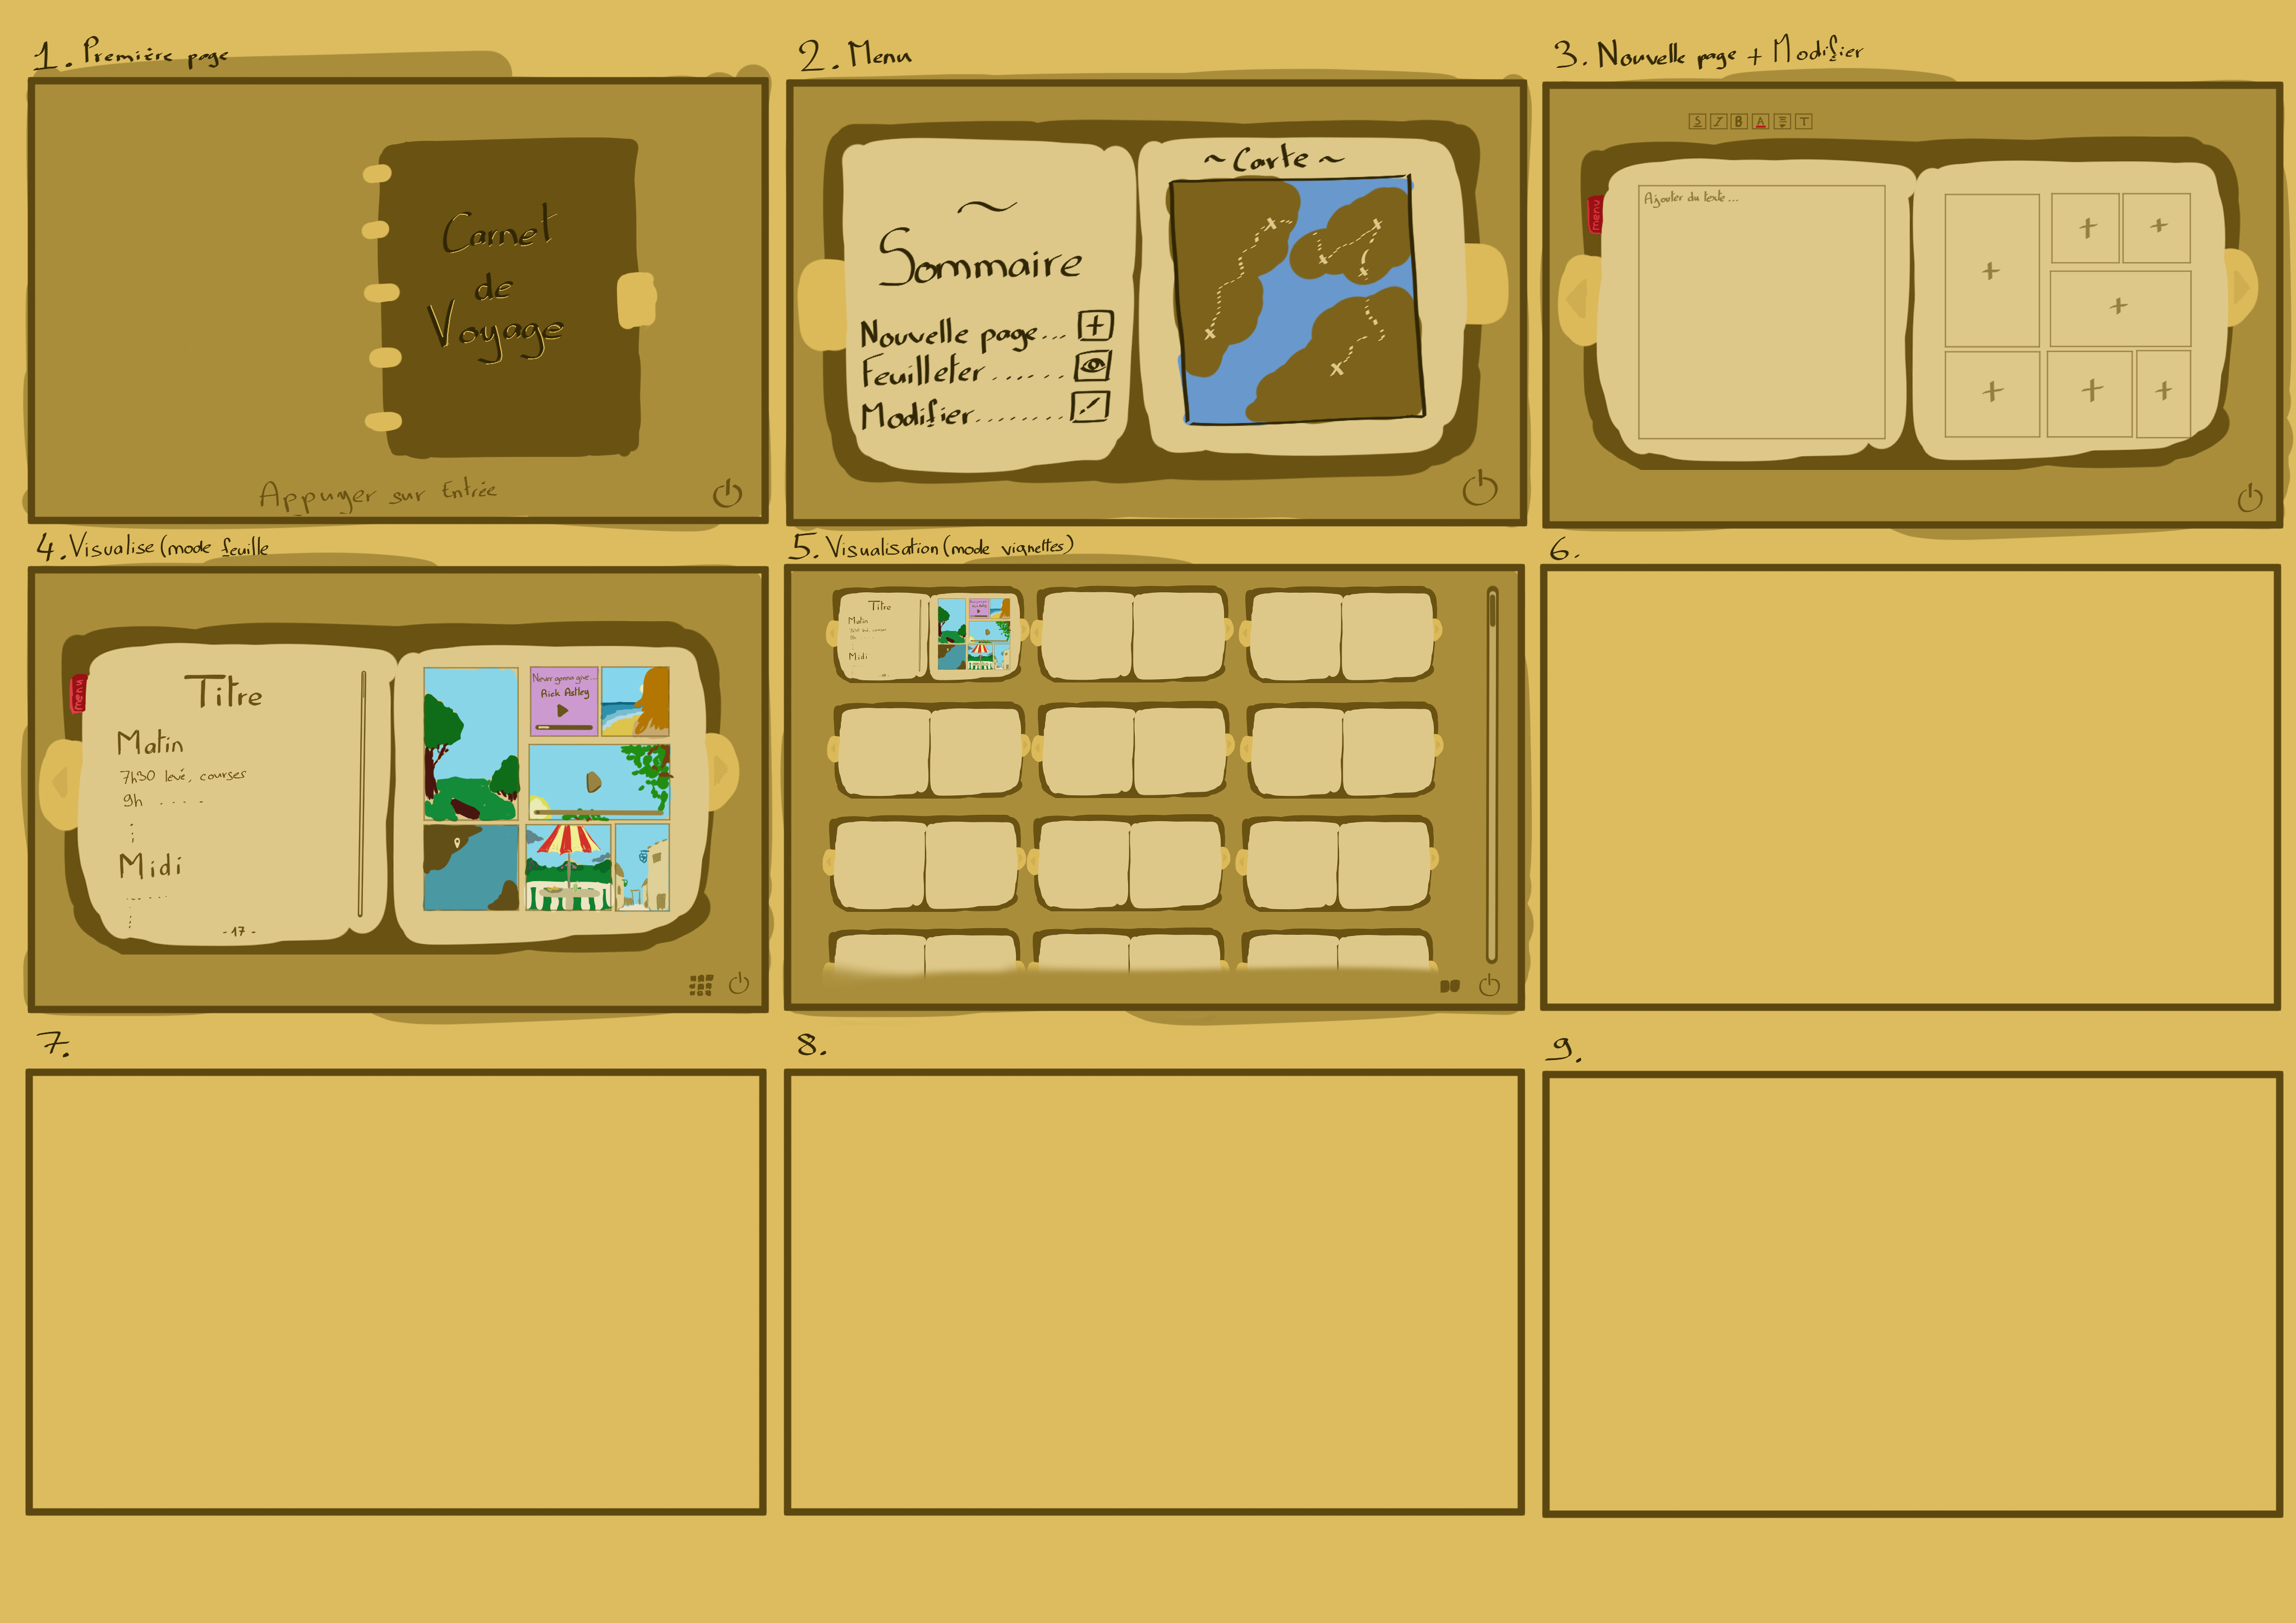 1. Première page
Carnet
de
Voyage
Appuyer sur Entrée
2. Menu
~
Sommaire
Nouvelle page...
Feuilleter......
Modifier........
~ Carte ~
3. Nouvelle page + Modifier
S I B A T
menu
Ajouter du texte...
4. Visualise (mode feuille
menu
Titre
Matin
7h30 levé, courses
9h ....
Midi
- 17 -
Never gonna give...
Rick Astley
5. Visualisation (mode vignettes)
Titre
Matin
Midi
6.
7.
8.
9.